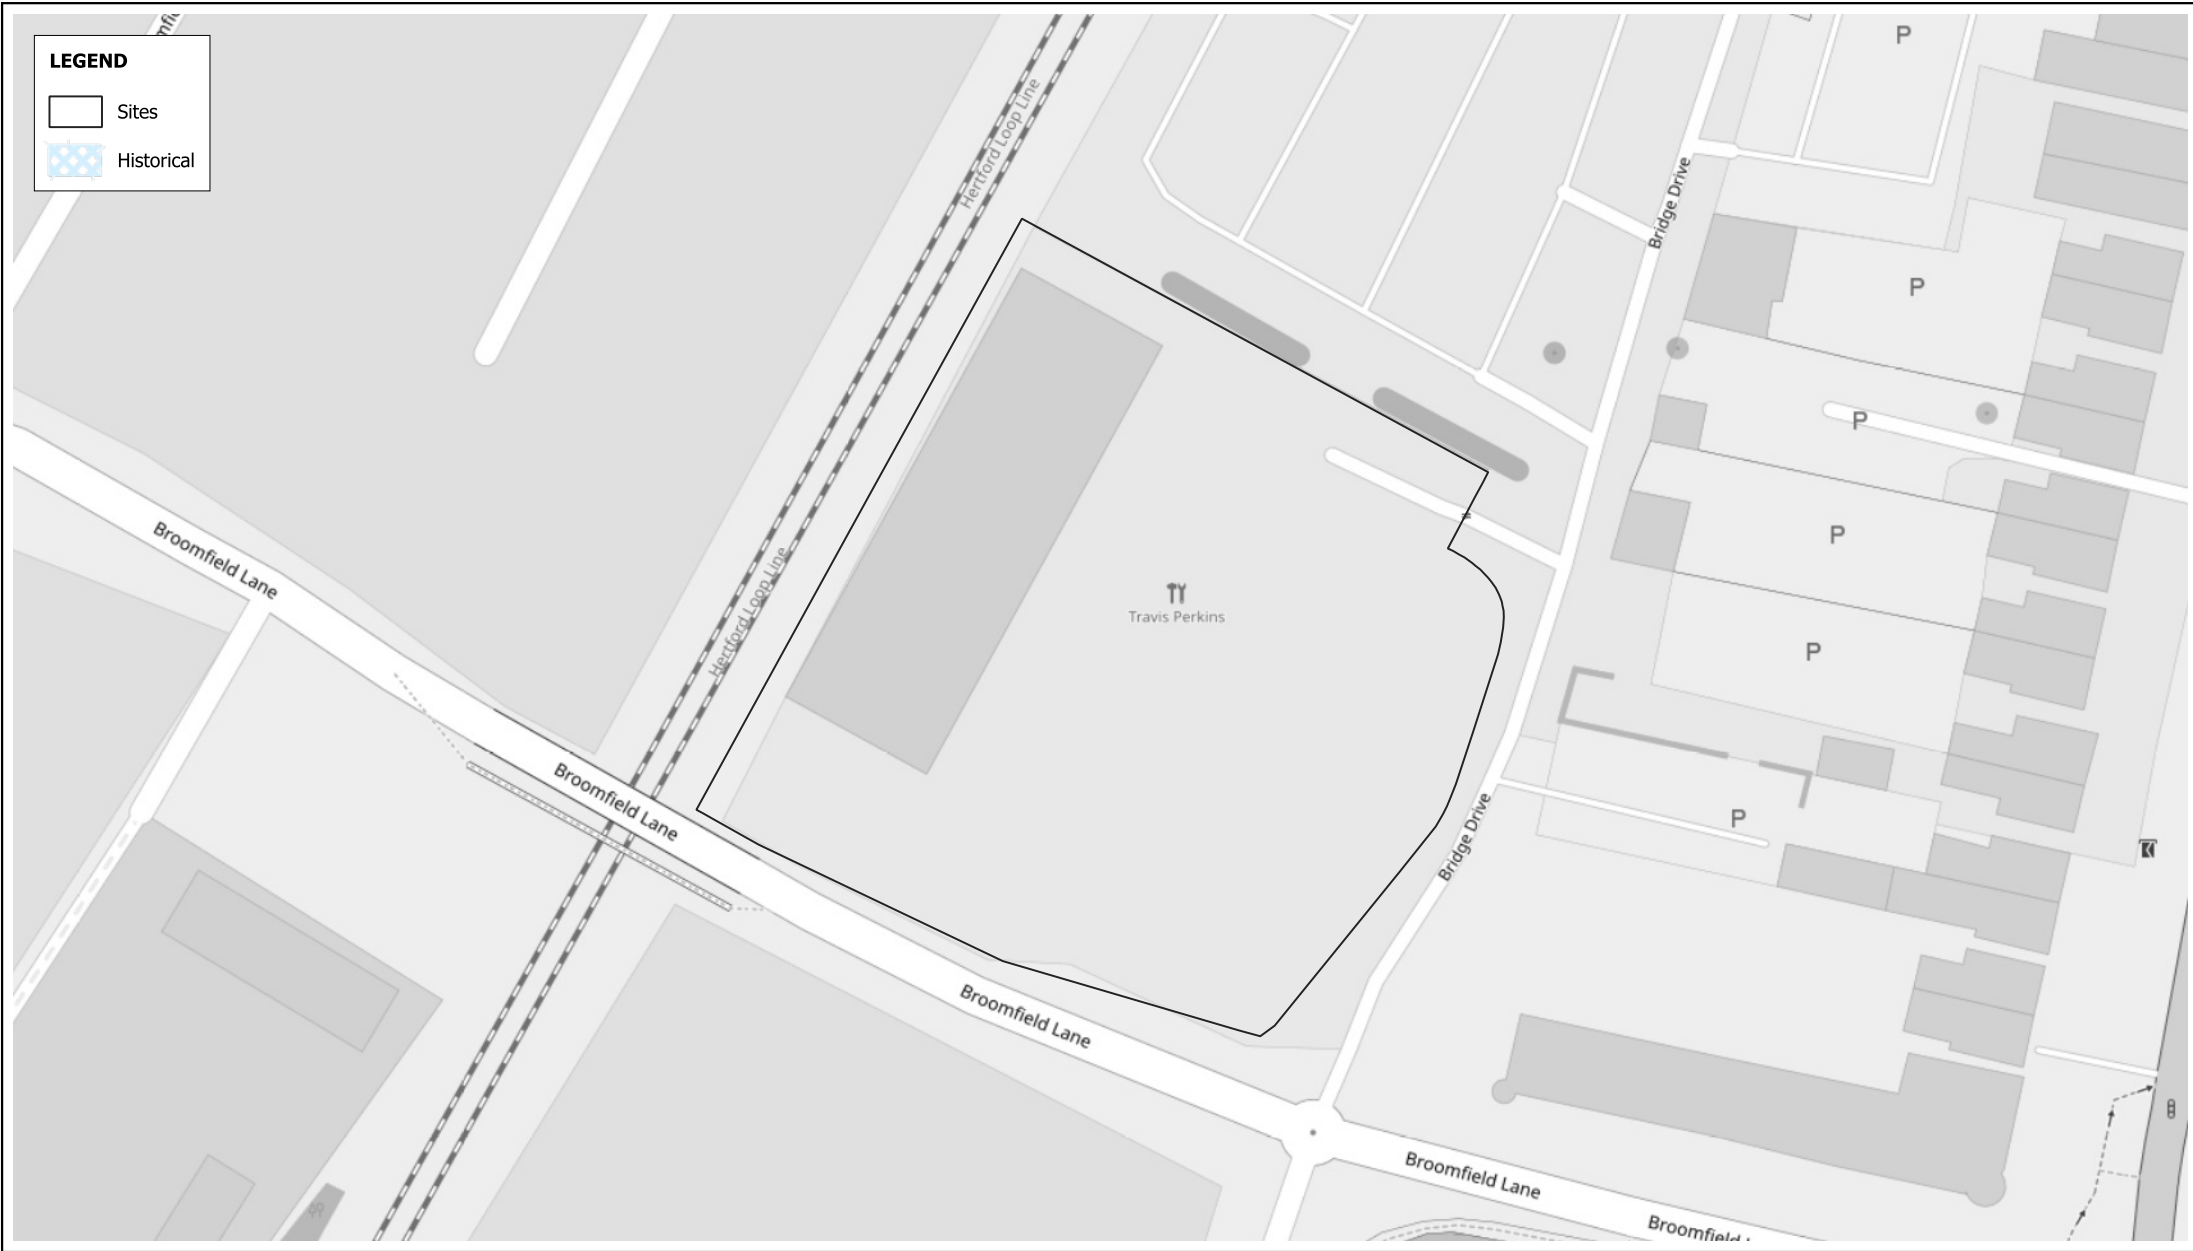 LEGEND
Sites
Historical
P
Hertford Loop Line
Bridge Drive
P
P
Broomfield Lane
P
Hertford Loop Line
Travis Perkins
P
Broomfield Lane
P
Bridge Drive
Broomfield Lane
Broomfield Lane